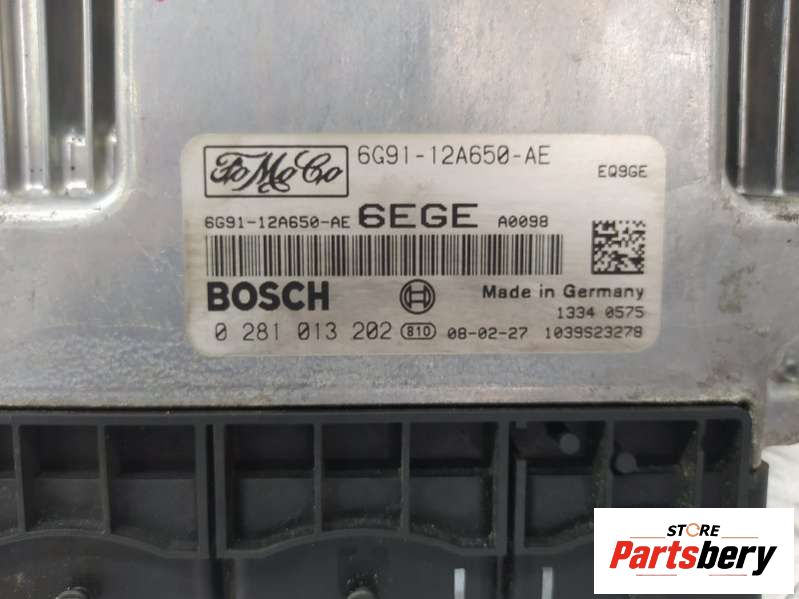 FoMoCo 6G91-12A650-AE
EQ9GE
6G91-12A650-AE 6EGE A0098
BOSCH Made in Germany
1334 0575
0 281 013 202 810 08-02-27 1039S23278
STORE
Partsbery